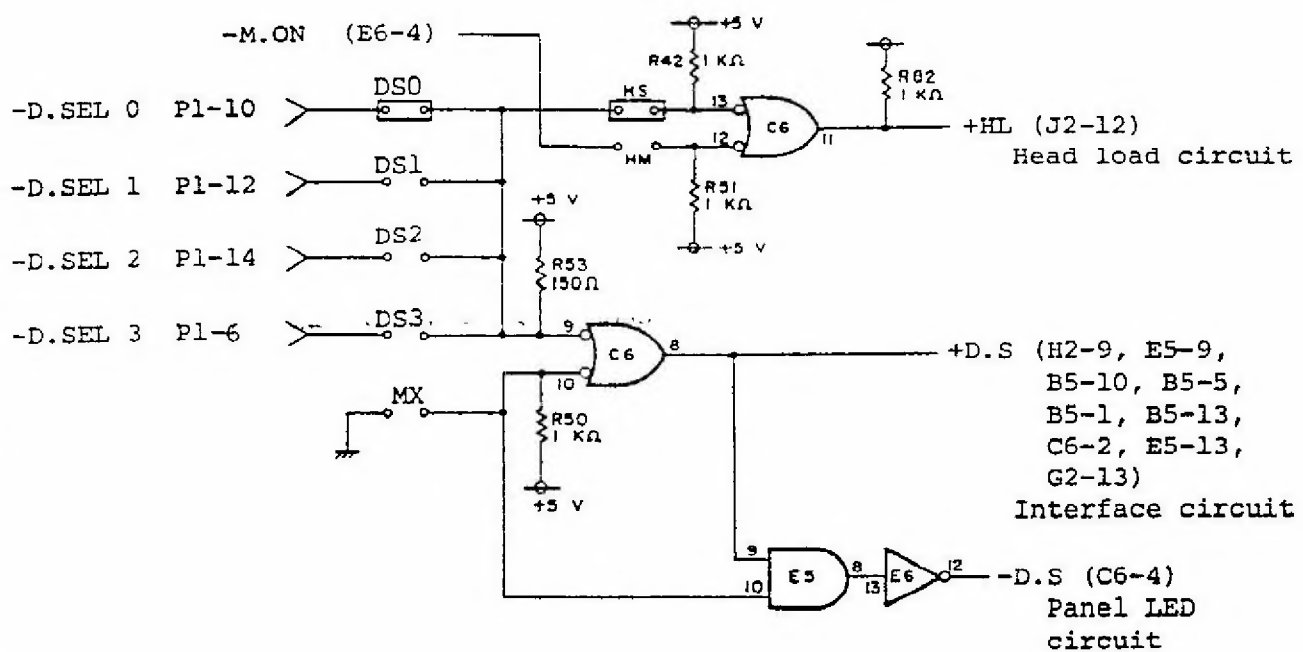 -M.ON (E6-4)
+5 V
R42 1 KΩ
R82
1 KΩ
DS0
HS
-D.SEL 0 P1-10
13
C6
12
11
+HL (J2-12)
Head load circuit
HM
-D.SEL 1 P1-12
DS1
R51
1 KΩ
+5 V
+5 V
-D.SEL 2 P1-14
DS2
R53
150Ω
-D.SEL 3 P1-6
DS3
9
C6
8
10
+D.S (H2-9, E5-9,
B5-10, B5-5,
B5-1, B5-13,
C6-2, E5-13,
G2-13)
Interface circuit
MX
R50
1 KΩ
+5 V
9
E5
8
10
13
E6
12
-D.S (C6-4)
Panel LED
circuit